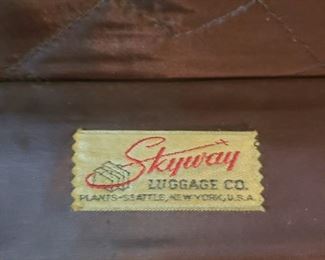 Skyway
LUGGAGE CO.
PLANTS-SEATTLE, NEW YORK, U.S.A.